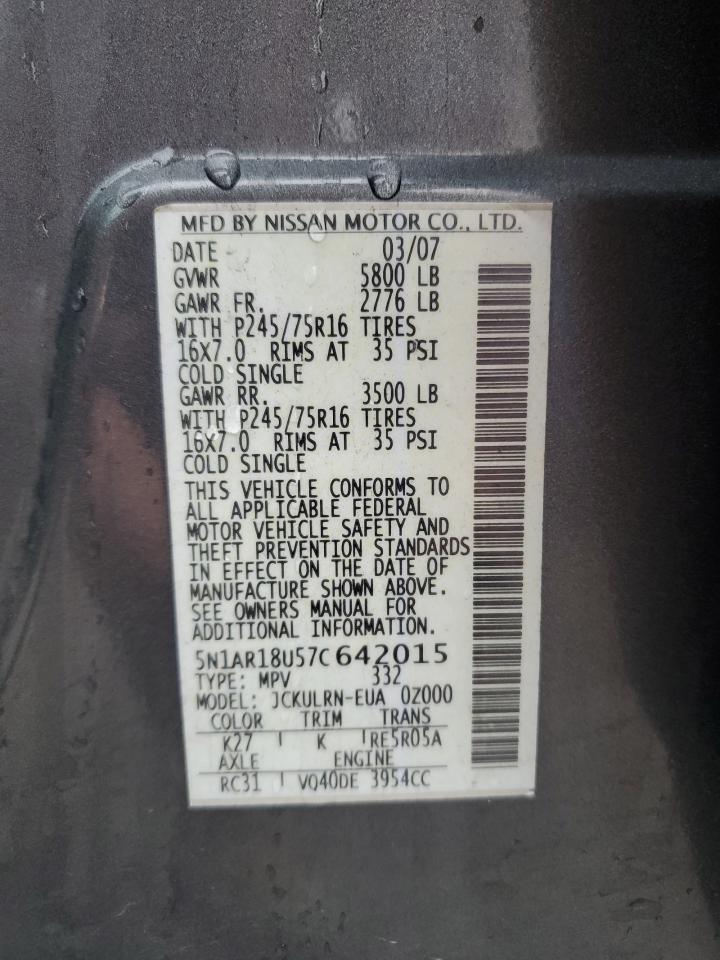 MFD BY NISSAN MOTOR CO., LTD.
DATE 03/07
GVWR 5800 LB
GAWR FR. 2776 LB
WITH P245/75R16 TIRES
16X7.0 RIMS AT 35 PSI
COLD SINGLE
GAWR RR. 3500 LB
WITH P245/75R16 TIRES
16X7.0 RIMS AT 35 PSI
COLD SINGLE
THIS VEHICLE CONFORMS TO
ALL APPLICABLE FEDERAL
MOTOR VEHICLE SAFETY AND
THEFT PREVENTION STANDARDS
IN EFFECT ON THE DATE OF
MANUFACTURE SHOWN ABOVE.
SEE OWNERS MANUAL FOR
ADDITIONAL INFORMATION.
5N1AR18U57C642015
TYPE: MPV 332
MODEL: JCKULRN-EUA 0Z000
COLOR TRIM TRANS
K27 K RE5R05A
AXLE ENGINE
RC31 VQ40DE 3954CC